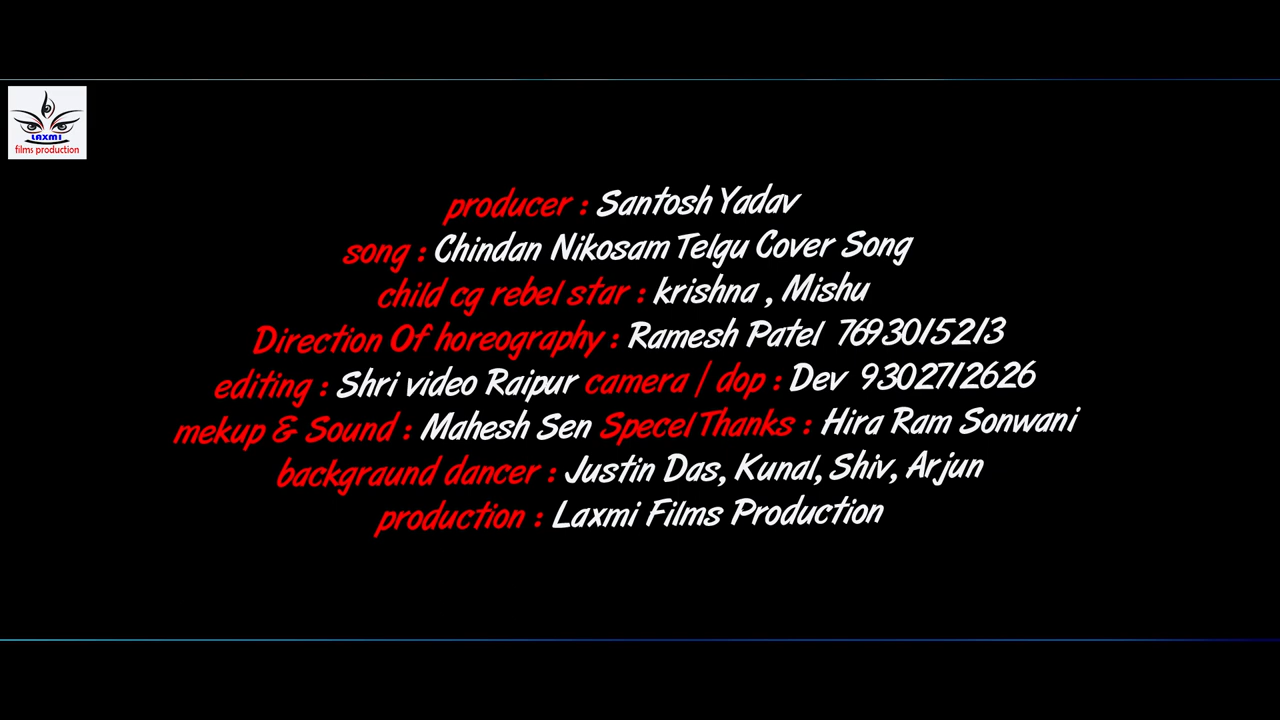 LAXMI
films production
producer : Santosh Yadav
song : Chindan Nikosam Telgu Cover Song
child cg rebel star : krishna , Mishu
Direction Of horeography : Ramesh Patel 7693015213
editing : Shri video Raipur camera / dop : Dev 9302712626
mekup & Sound : Mahesh Sen Specel Thanks : Hira Ram Sonwani
backgraund dancer : Justin Das, Kunal, Shiv, Arjun
production : Laxmi Films Production